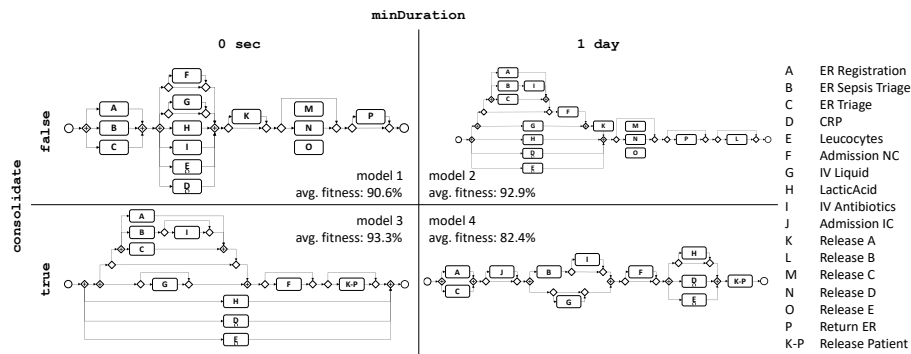 minDuration
0 sec
1 day
consolidate
false
true
F
A
G
K
M
P
B
H
N
C
I
O
E
D
model 1
avg. fitness: 90.6%
A
B
I
C
F
G
K
M
H
N
P
L
D
O
E
model 2
avg. fitness: 92.9%
A
B
I
C
G
F
K-P
H
D
E
model 3
avg. fitness: 93.3%
model 4
avg. fitness: 82.4%
I
H
A
J
B
F
D
K-P
C
G
E
A ER Registration
B ER Sepsis Triage
C ER Triage
D CRP
E Leucocytes
F Admission NC
G IV Liquid
H LacticAcid
I IV Antibiotics
J Admission IC
K Release A
L Release B
M Release C
N Release D
O Release E
P Return ER
K-P Release Patient